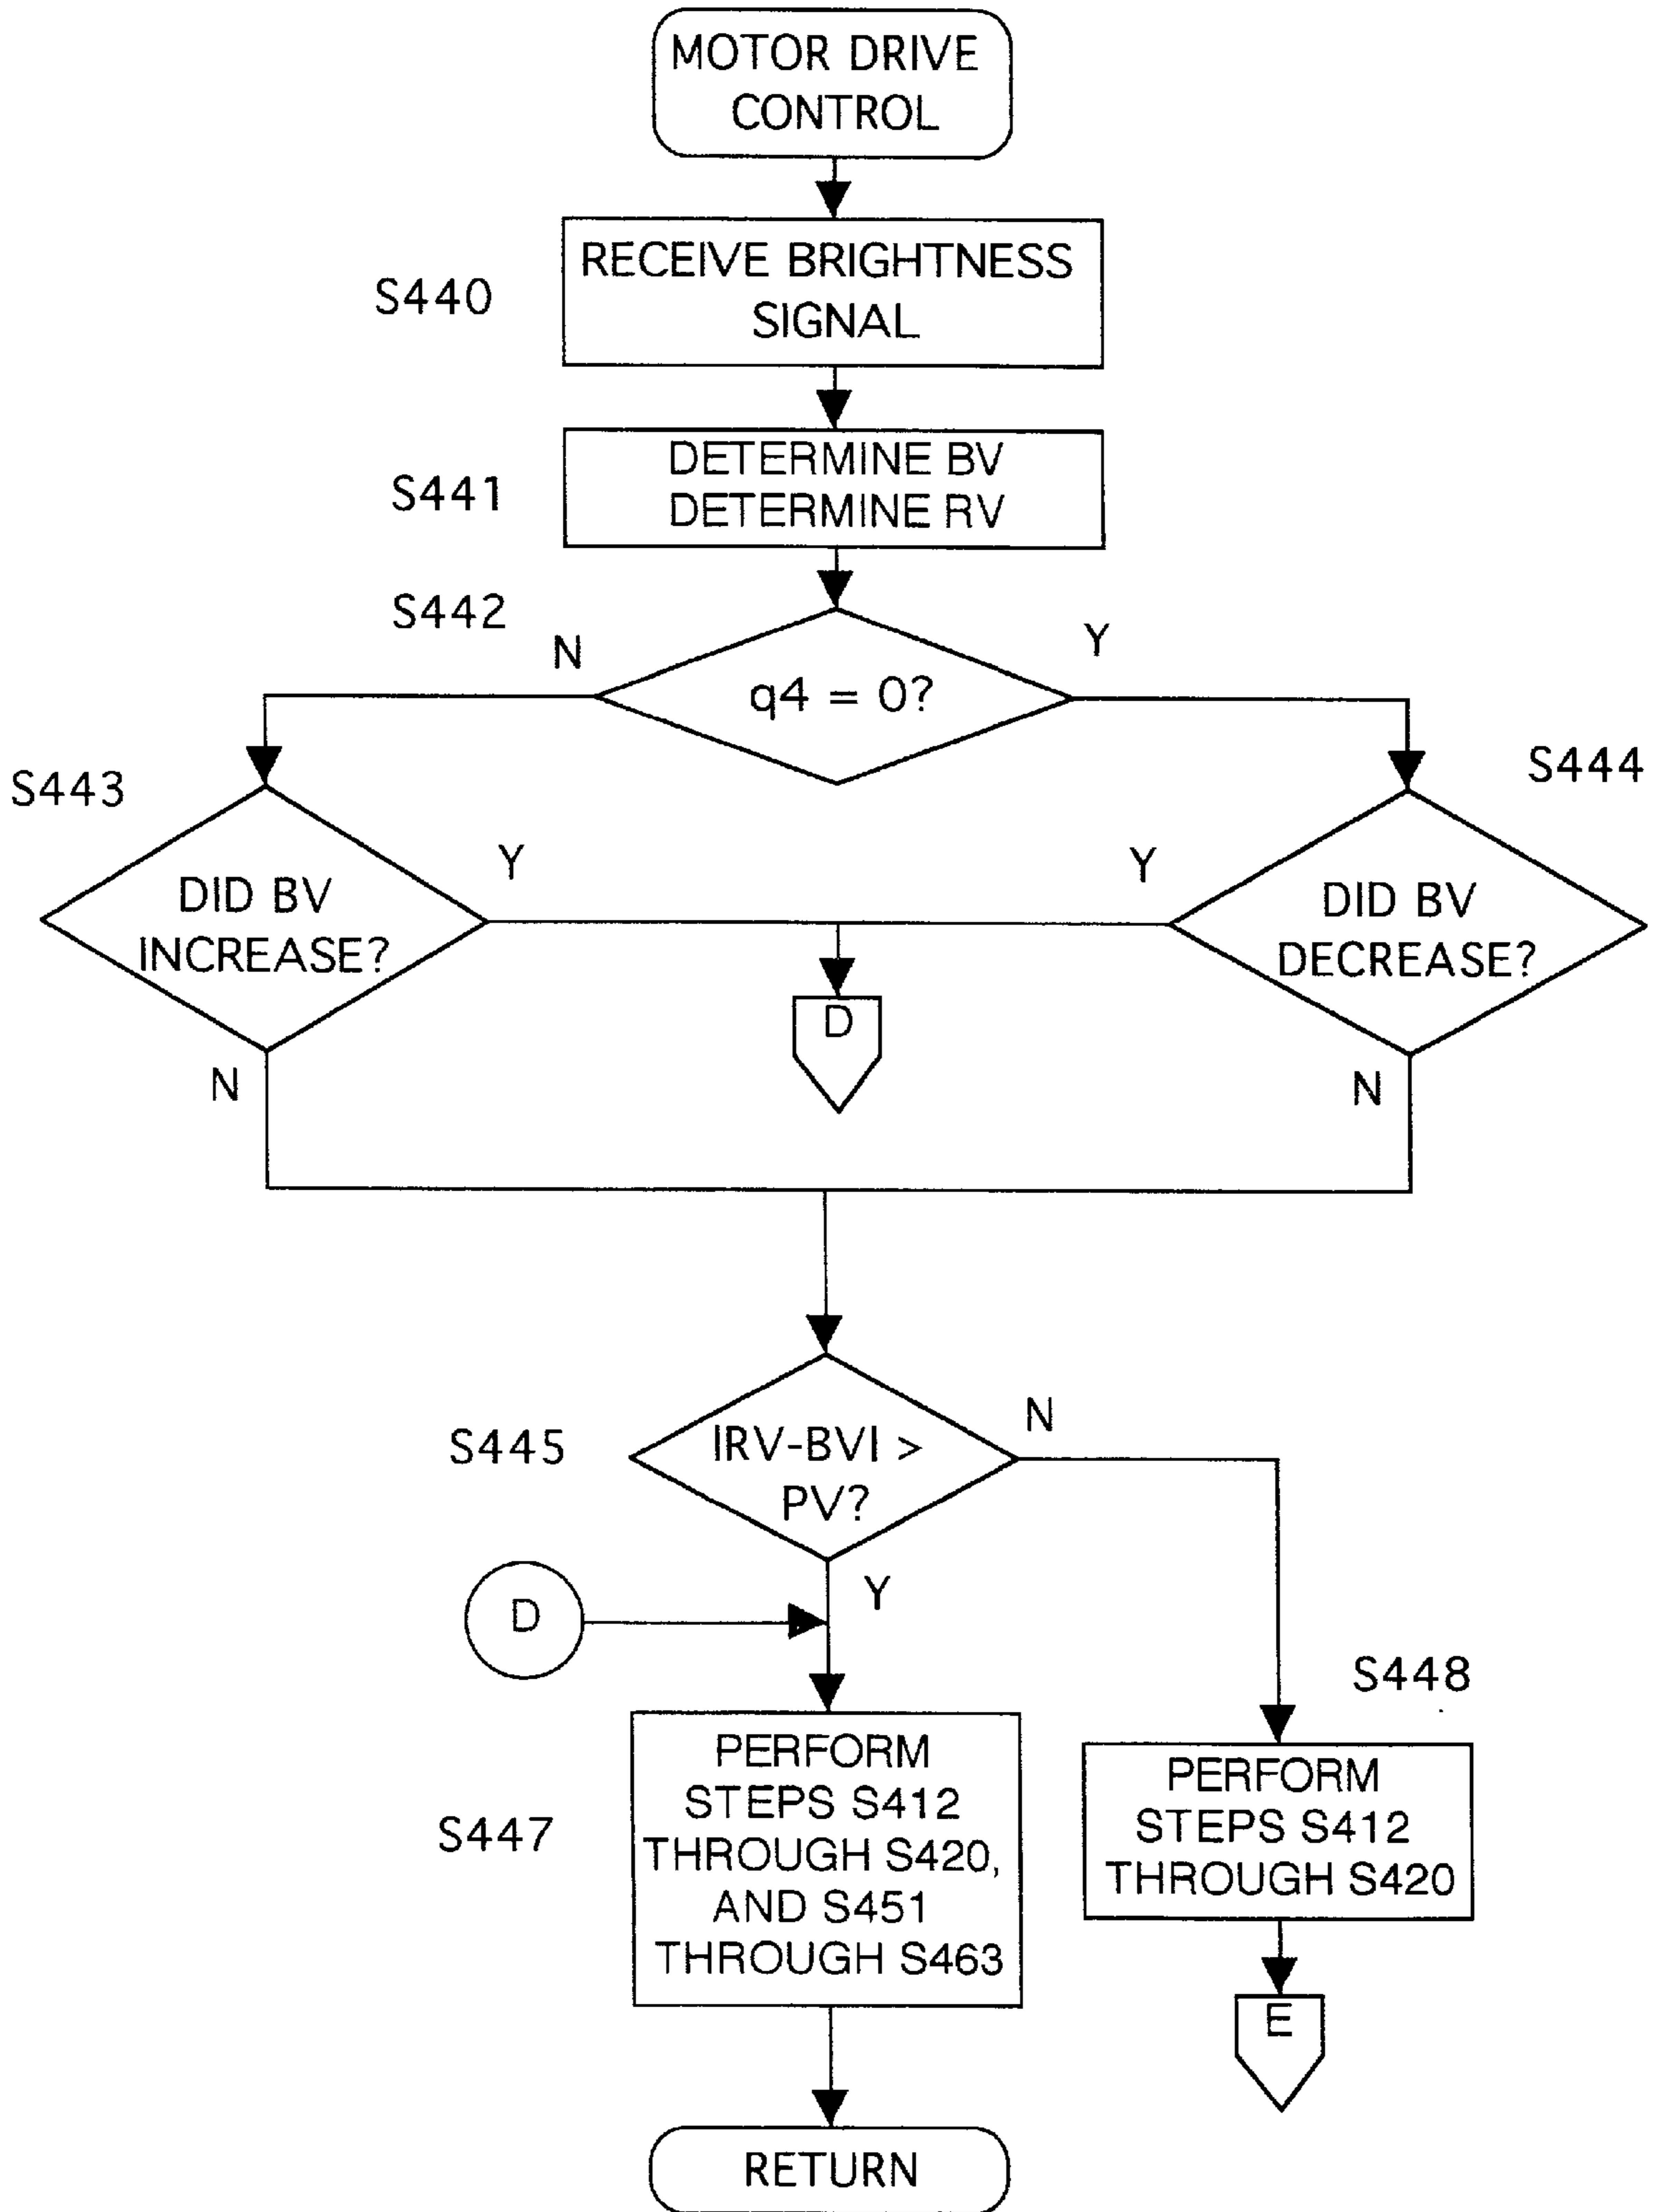 MOTOR DRIVE
CONTROL
S440
RECEIVE BRIGHTNESS
SIGNAL
S441
DETERMINE BV
DETERMINE RV
S442
N
Y
q4 = 0?
S443
S444
DID BV
INCREASE?
Y
Y
DID BV
DECREASE?
D
N
N
S445
|RV-BV| >
PV?
N
Y
D
S448
S447
PERFORM
STEPS S412
THROUGH S420,
AND S451
THROUGH S463
PERFORM
STEPS S412
THROUGH S420
E
RETURN